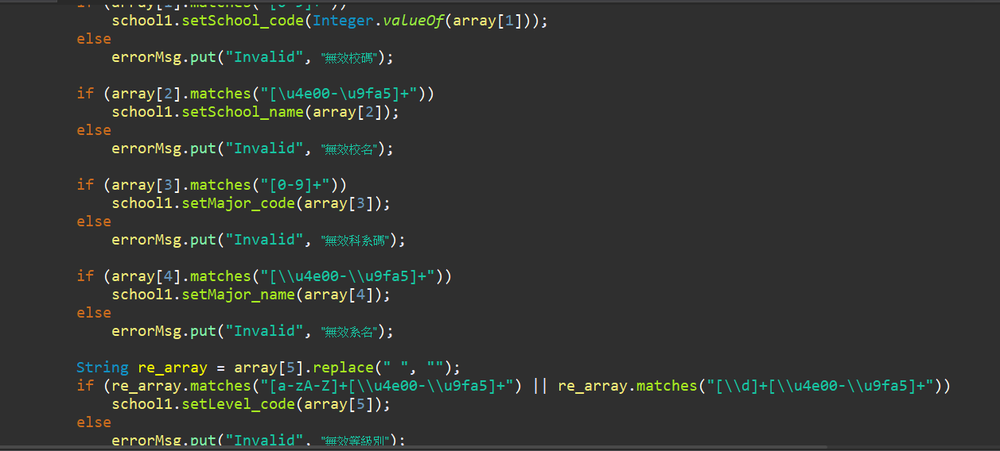 if (array[1].matches("[0-9]+"))
school1.setSchool_code(Integer.valueOf(array[1]));
else
errorMsg.put("Invalid", "無效校碼");
if (array[2].matches("[\u4e00-\u9fa5]+"))
school1.setSchool_name(array[2]);
else
errorMsg.put("Invalid", "無效校名");
if (array[3].matches("[0-9]+"))
school1.setMajor_code(array[3]);
else
errorMsg.put("Invalid", "無效科系碼");
if (array[4].matches("[\\u4e00-\\u9fa5]+"))
school1.setMajor_name(array[4]);
else
errorMsg.put("Invalid", "無效系名");
String re_array = array[5].replace(" ", "");
if (re_array.matches("[a-zA-Z]+[\\u4e00-\\u9fa5]+") || re_array.matches("[\\d]+[\\u4e00-\\u9fa5]+"))
school1.setLevel_code(array[5]);
else
errorMsg.put("Invalid", "無效等級別");